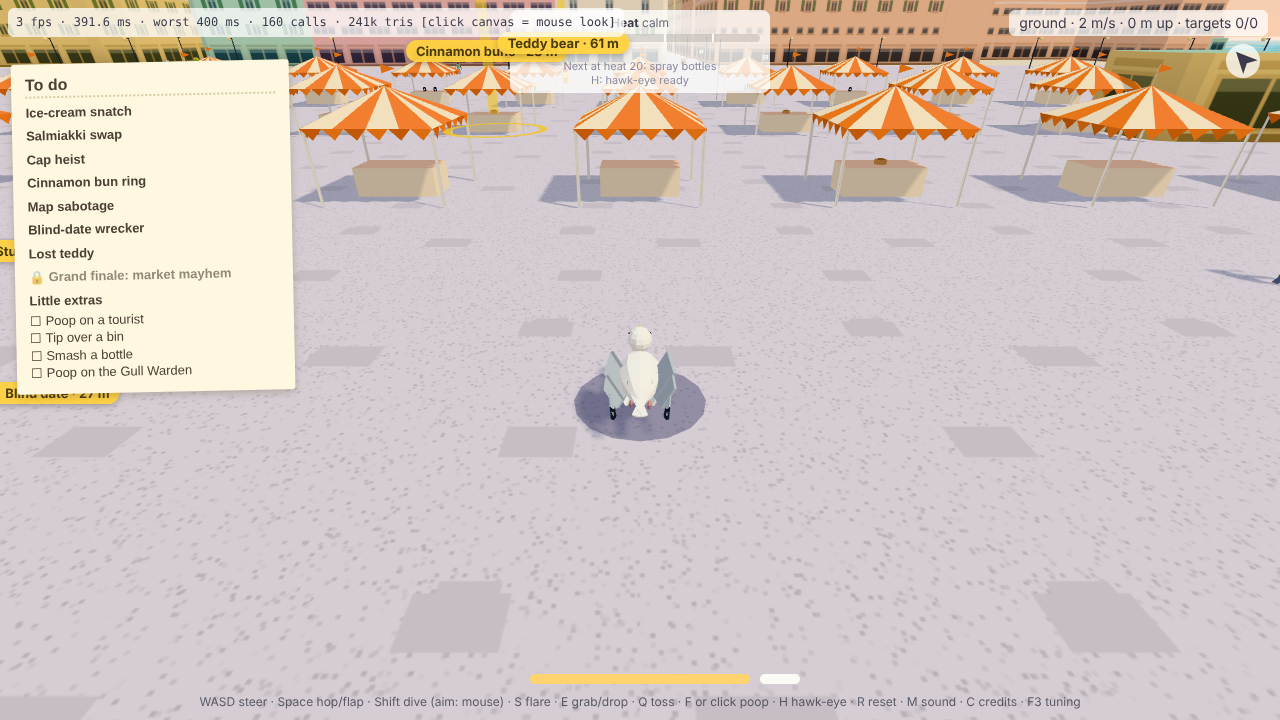 3 fps · 391.6 ms · worst 400 ms · 160 calls · 241k tris [click canvas = mouse look]
calm
ground · 2 m/s · 0 m up · targets 0/0
Teddy bear · 61 m
Cinnamon
Next at heat 20: spray bottles
H: hawk-eye ready
To do
Ice-cream snatch
Salmiakki swap
Cap heist
Cinnamon bun ring
Map sabotage
Blind-date wrecker
Lost teddy
🔒 Grand finale: market mayhem
Little extras
☐ Poop on a tourist
☐ Tip over a bin
☐ Smash a bottle
☐ Poop on the Gull Warden
Blind date · 27 m
WASD steer · Space hop/flap · Shift dive (aim: mouse) · S flare · E grab/drop · Q toss · F or click poop · H hawk-eye · R reset · M sound · C credits · F3 tuning